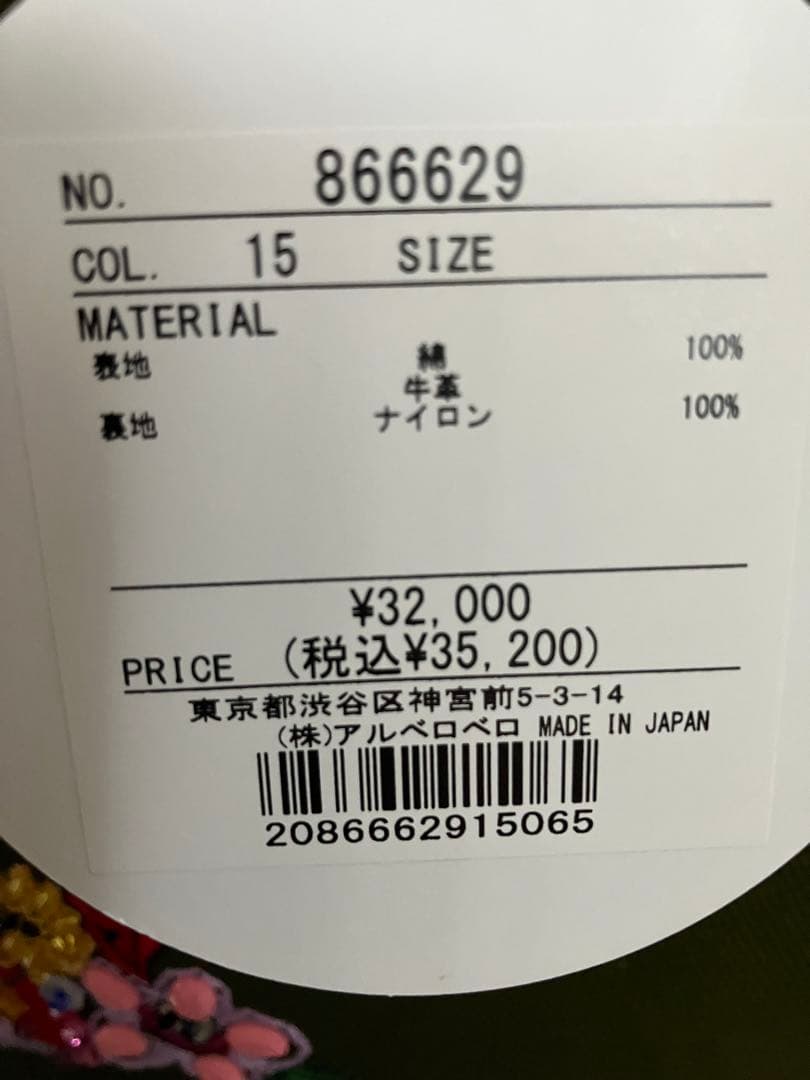 NO. 866629
COL. 15 SIZE
MATERIAL
表地 綿 100%
牛革
裏地 ナイロン 100%
¥32,000
PRICE (税込¥35,200)
東京都渋谷区神宮前5-3-14
(株)アルベロベロ MADE IN JAPAN
2086662915065